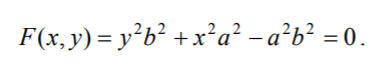 F(x, y) = y²b² + x²a² − a²b² = 0.